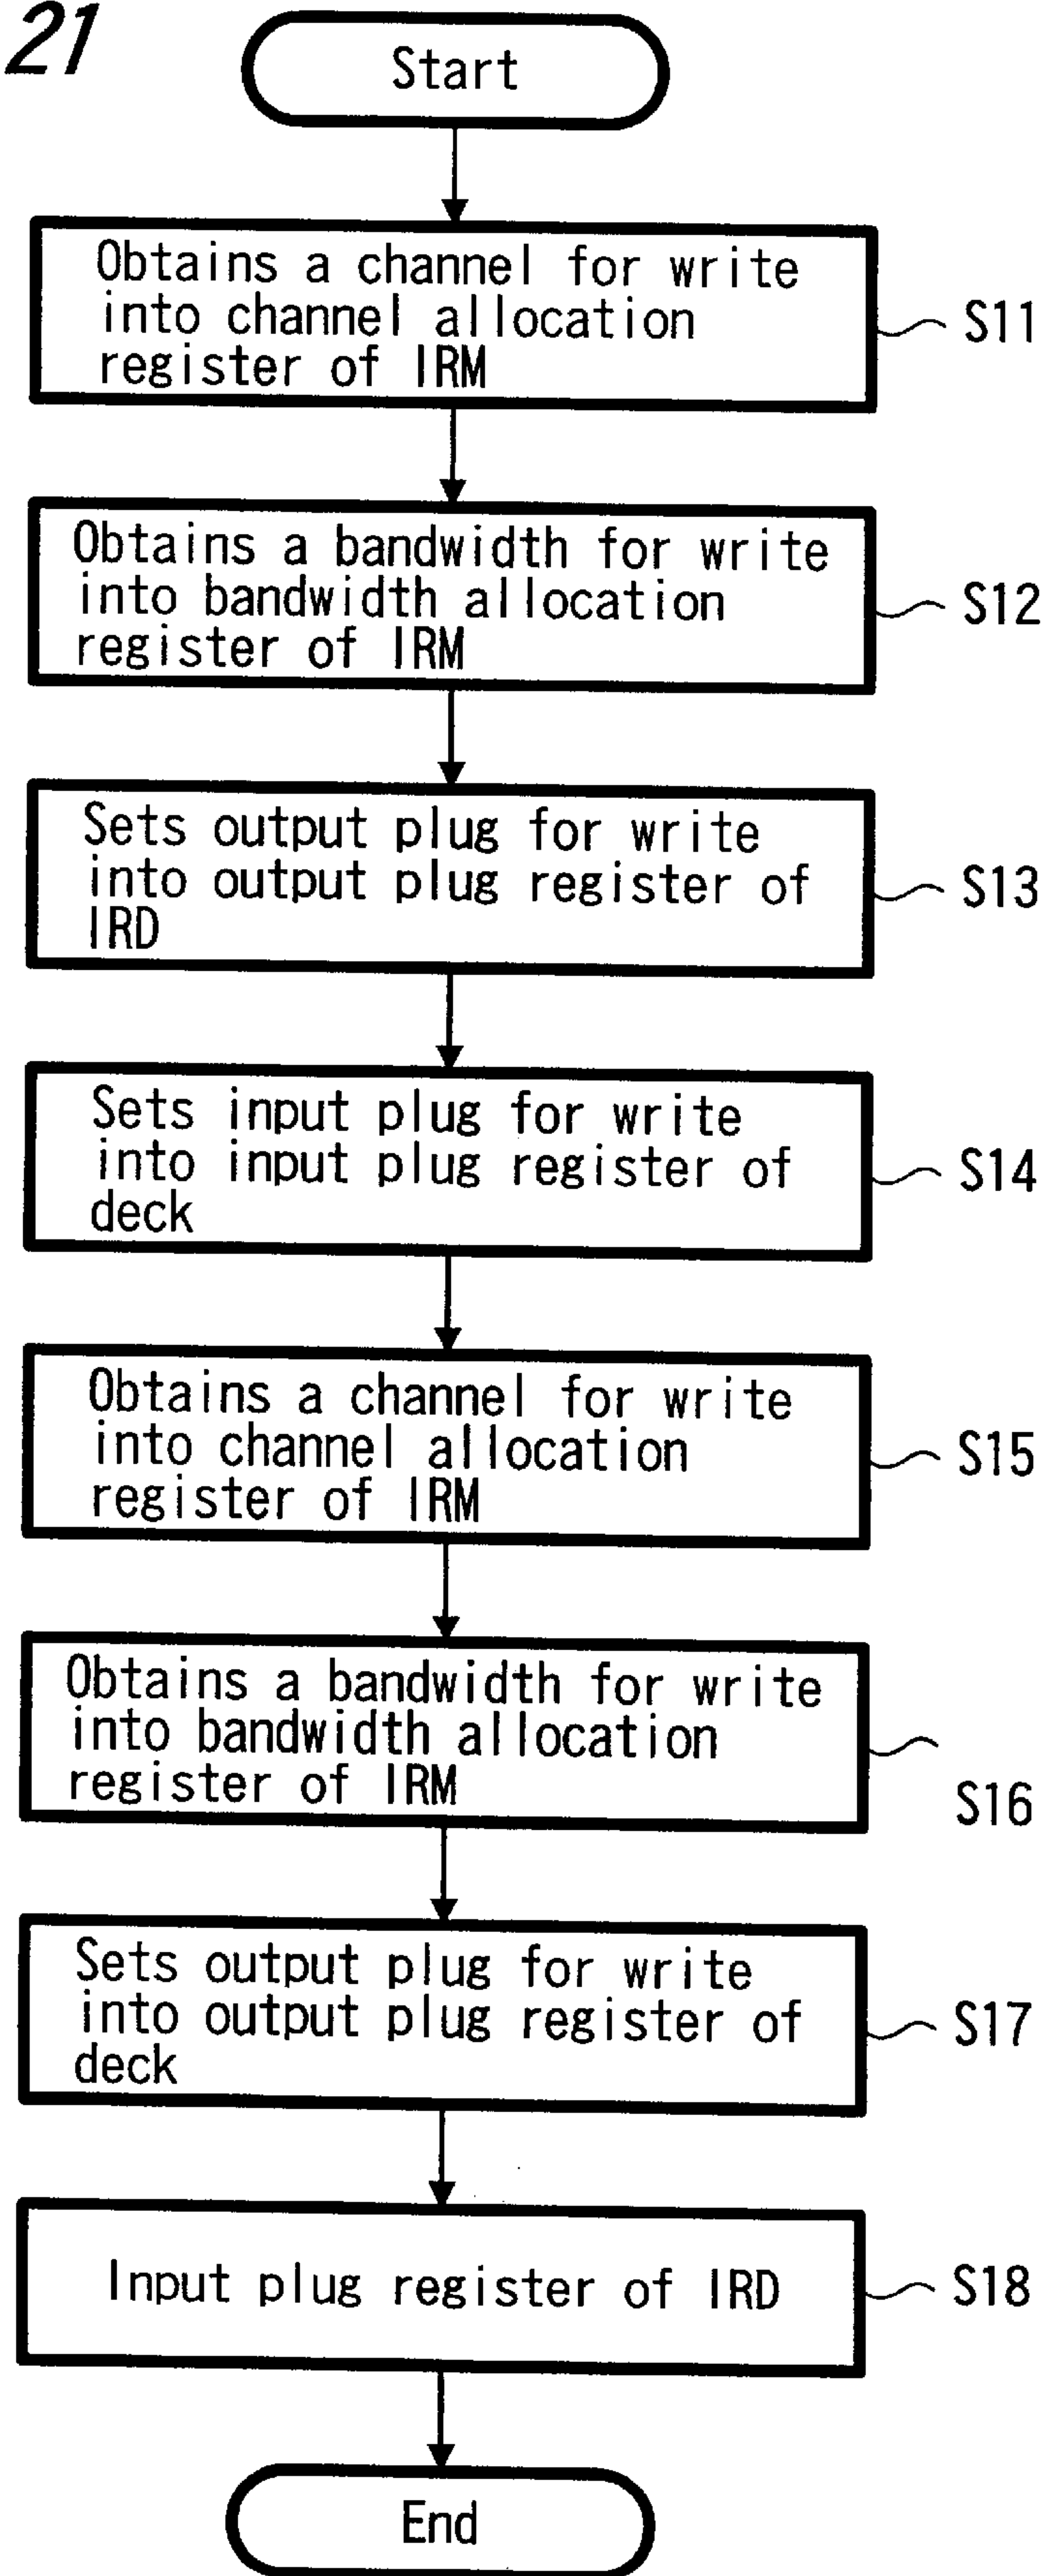 21
Start
Obtains a channel for write
into channel allocation
register of IRM
S11
Obtains a bandwidth for write
into bandwidth allocation
register of IRM
S12
Sets output plug for write
into output plug register of
IRD
S13
Sets input plug for write
into input plug register of
deck
S14
Obtains a channel for write
into channel allocation
register of IRM
S15
Obtains a bandwidth for write
into bandwidth allocation
register of IRM
S16
Sets output plug for write
into output plug register of
deck
S17
Input plug register of IRD
S18
End